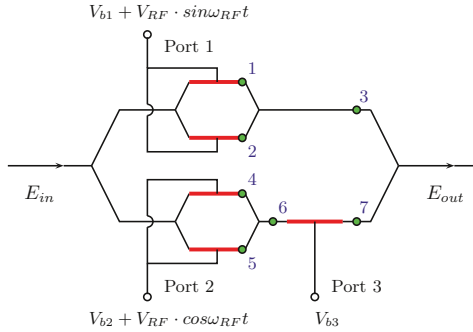 V_{b1} + V_{RF} · sinω_{RF}t
Port 1
1
3
2
E_{in}
4
6
7
E_{out}
5
Port 2
Port 3
V_{b2} + V_{RF} · cosω_{RF}t
V_{b3}